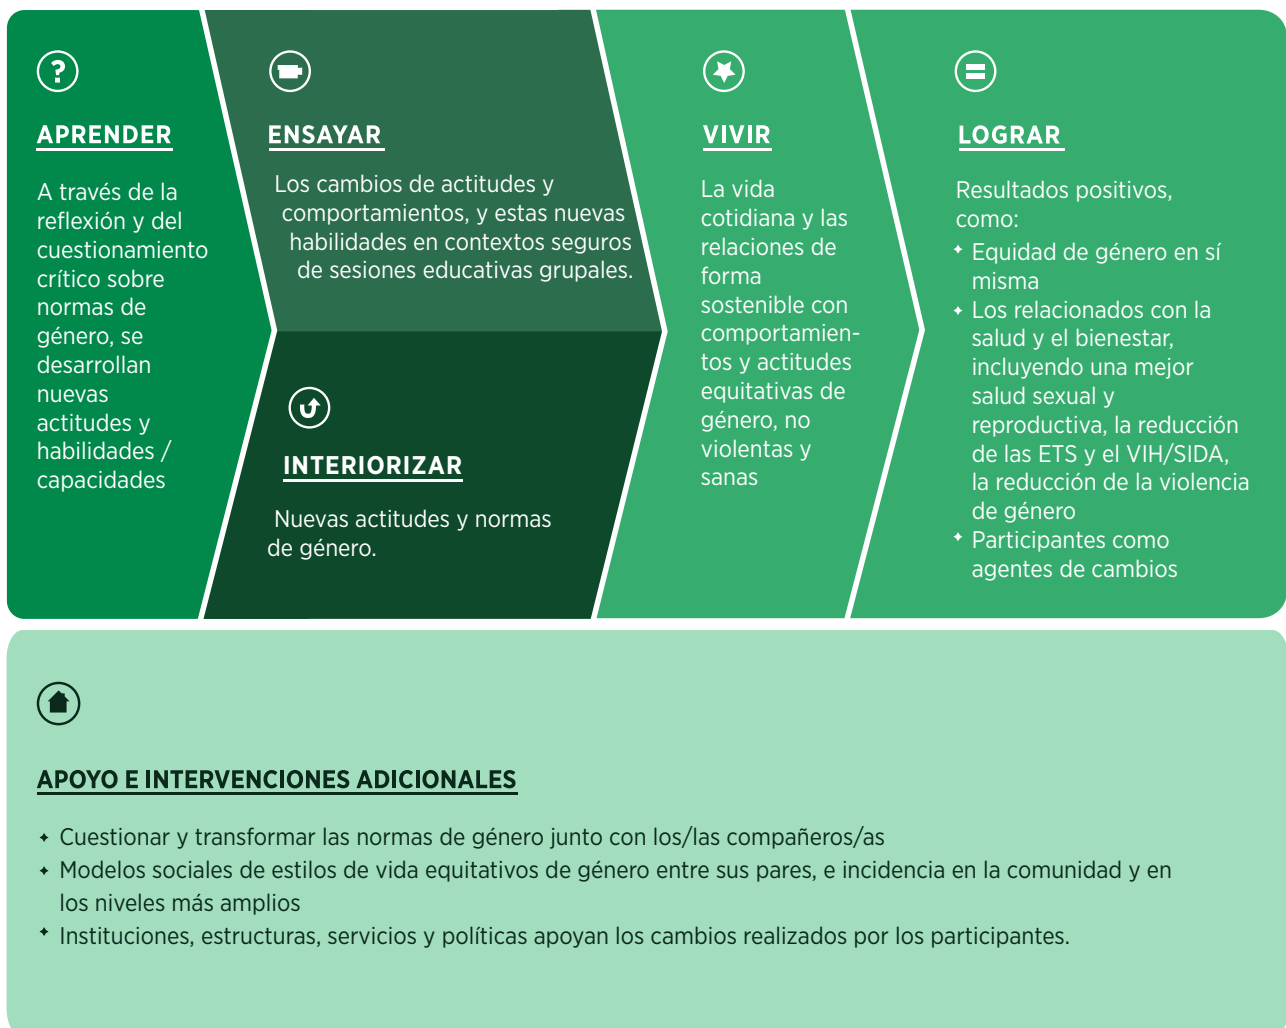 APRENDER
A través de la
reflexión y del
cuestionamiento
crítico sobre
normas de
género, se
desarrollan
nuevas
actitudes y
habilidades /
capacidades
ENSAYAR
Los cambios de actitudes y
comportamientos, y estas nuevas
habilidades en contextos seguros
de sesiones educativas grupales.
INTERIORIZAR
Nuevas actitudes y normas
de género.
VIVIR
La vida
cotidiana y las
relaciones de
forma
sostenible con
comportamien-
tos y actitudes
equitativas de
género, no
violentas y
sanas
LOGRAR
Resultados positivos,
como:
✦ Equidad de género en sí
misma
✦ Los relacionados con la
salud y el bienestar,
incluyendo una mejor
salud sexual y
reproductiva, la reducción
de las ETS y el VIH/SIDA,
la reducción de la violencia
de género
✦ Participantes como
agentes de cambios
APOYO E INTERVENCIONES ADICIONALES
✦ Cuestionar y transformar las normas de género junto con los/las compañeros/as
✦ Modelos sociales de estilos de vida equitativos de género entre sus pares, e incidencia en la comunidad y en
los niveles más amplios
✦ Instituciones, estructuras, servicios y políticas apoyan los cambios realizados por los participantes.